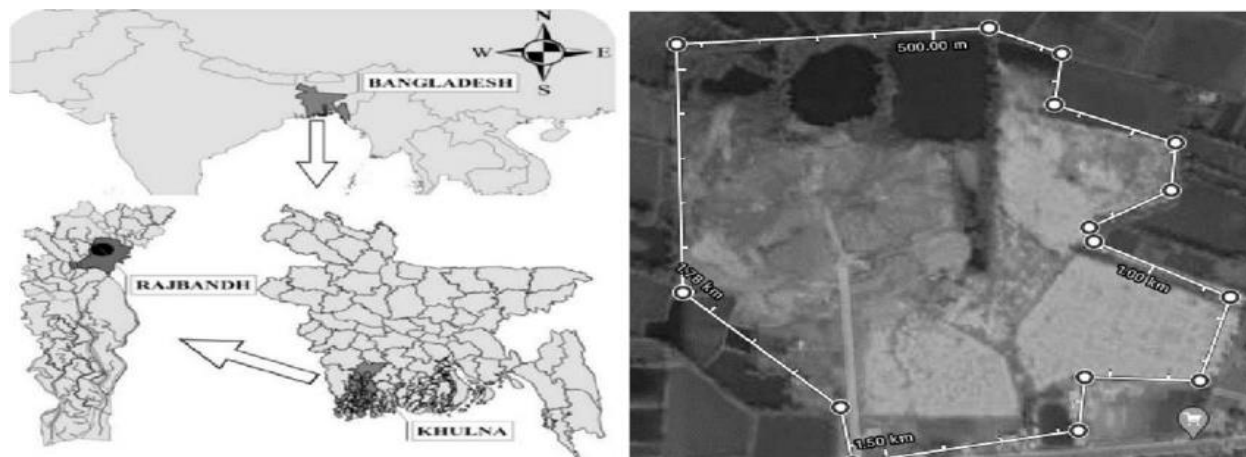 N
W E
S
BANGLADESH
RAJBANDH
KHULNA
500.00 m
1.00 km
1.78 km
1.50 km